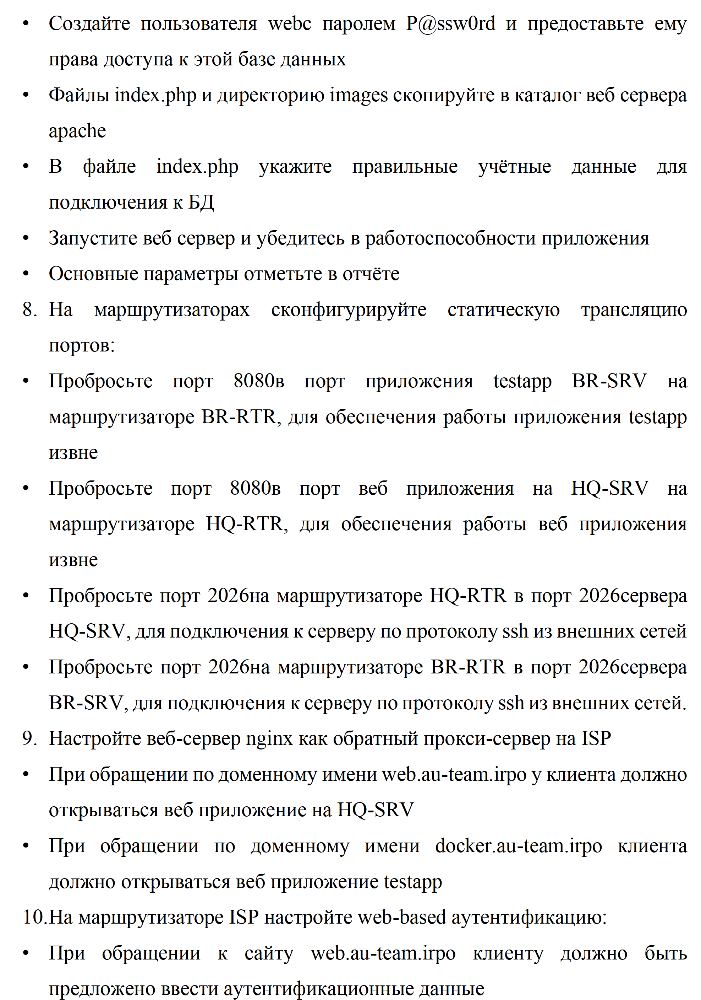 • Создайте пользователя webс паролем P@ssw0rd и предоставьте ему
права доступа к этой базе данных
• Файлы index.php и директорию images скопируйте в каталог веб сервера
apache
• В файле index.php укажите правильные учётные данные для
подключения к БД
• Запустите веб сервер и убедитесь в работоспособности приложения
• Основные параметры отметьте в отчёте
8. На маршрутизаторах сконфигурируйте статическую трансляцию
портов:
• Пробросьте порт 8080в порт приложения testapp BR-SRV на
маршрутизаторе BR-RTR, для обеспечения работы приложения testapp
извне
• Пробросьте порт 8080в порт веб приложения на HQ-SRV на
маршрутизаторе HQ-RTR, для обеспечения работы веб приложения
извне
• Пробросьте порт 2026на маршрутизаторе HQ-RTR в порт 2026сервера
HQ-SRV, для подключения к серверу по протоколу ssh из внешних сетей
• Пробросьте порт 2026на маршрутизаторе BR-RTR в порт 2026сервера
BR-SRV, для подключения к серверу по протоколу ssh из внешних сетей.
9. Настройте веб-сервер nginx как обратный прокси-сервер на ISP
• При обращении по доменному имени web.au-team.irpo у клиента должно
открываться веб приложение на HQ-SRV
• При обращении по доменному имени docker.au-team.irpo клиента
должно открываться веб приложение testapp
10. На маршрутизаторе ISP настройте web-based аутентификацию:
• При обращении к сайту web.au-team.irpo клиенту должно быть
предложено ввести аутентификационные данные